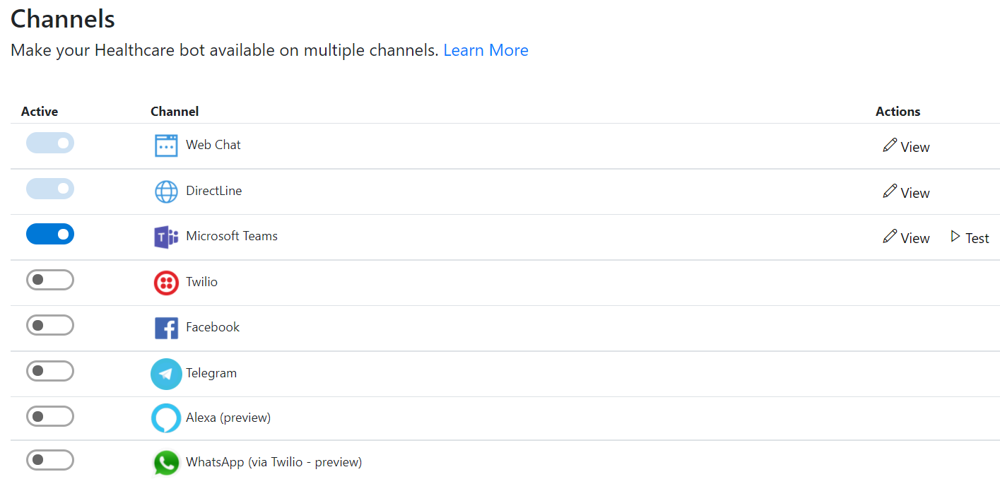 Channels
Make your Healthcare bot available on multiple channels. Learn More
Active Channel Actions
Web Chat View
DirectLine View
Microsoft Teams View Test
Twilio
Facebook
Telegram
Alexa (preview)
WhatsApp (via Twilio - preview)